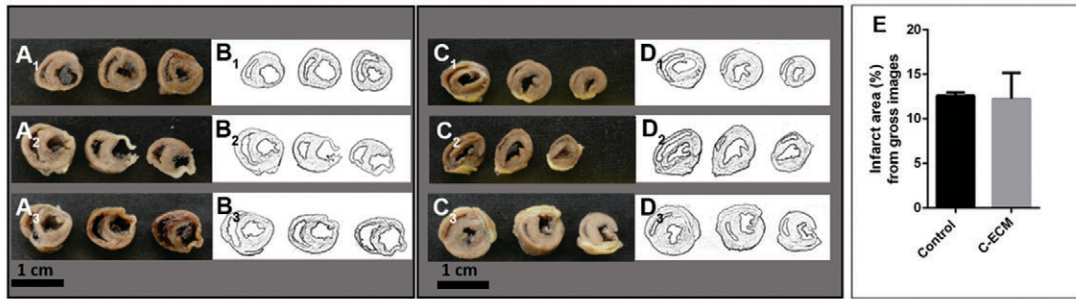 A1
B1
C1
D1
A2
B2
C2
D2
A3
B3
C3
D3
1 cm
1 cm
E
Infarct area (%)
from gross images
20
15
10
5
0
Control
C-ECM